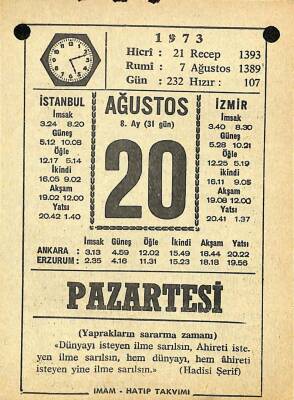 1973
Hicrî : 21 Recep 1393
Rumî : 7 Ağustos 1389
Gün : 232 Hızır : 107
İSTANBUL
İmsak
3.24 8.20
Güneş
5.12 10.08
Öğle
12.17 5.14
İkindi
16.05 9.02
Akşam
19.02 12.00
Yatsı
20.42 1.40
AĞUSTOS
8. Ay (31 gün)
20
İZMİR
İmsak
3.40 8.30
Güneş
5.28 10.21
Öğle
12.25 5.19
İkindi
16.11 9.05
Akşam
19.08 12.00
Yatsı
20.41 1.37
İmsak Güneş Öğle İkindi Akşam Yatsı
ANKARA : 3.13 4.59 12.02 15.49 18.44 20.22
ERZURUM : 2.35 4.16 11.31 15.23 18.18 19.56
PAZARTESİ
(Yaprakların sararma zamanı)
«Dünyayı isteyen ilme sarılsın, Ahireti iste-
yen ilme sarılsın, hem dünyayı, hem âhireti
isteyen yine ilme sarılsın.» (Hadisi Şerif)
İMAM - HATİP TAKVİMİ